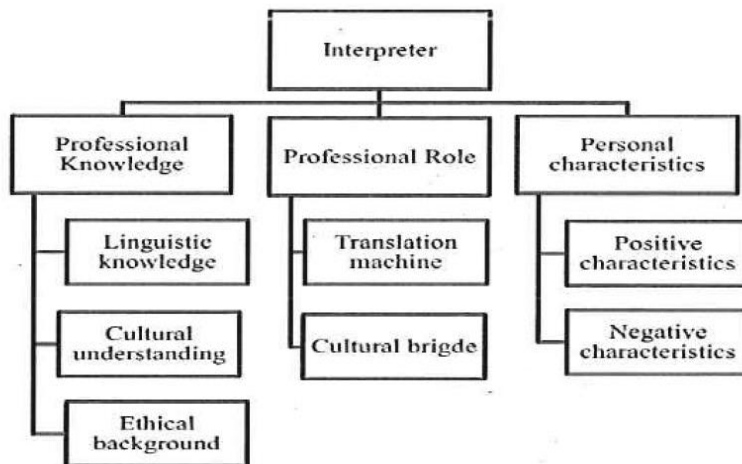 Interpreter
Professional
Knowledge
Professional Role
Personal
characteristics
Linguistic
knowledge
Translation
machine
Positive
characteristics
Cultural
understanding
Cultural brigde
Negative
characteristics
Ethical
background